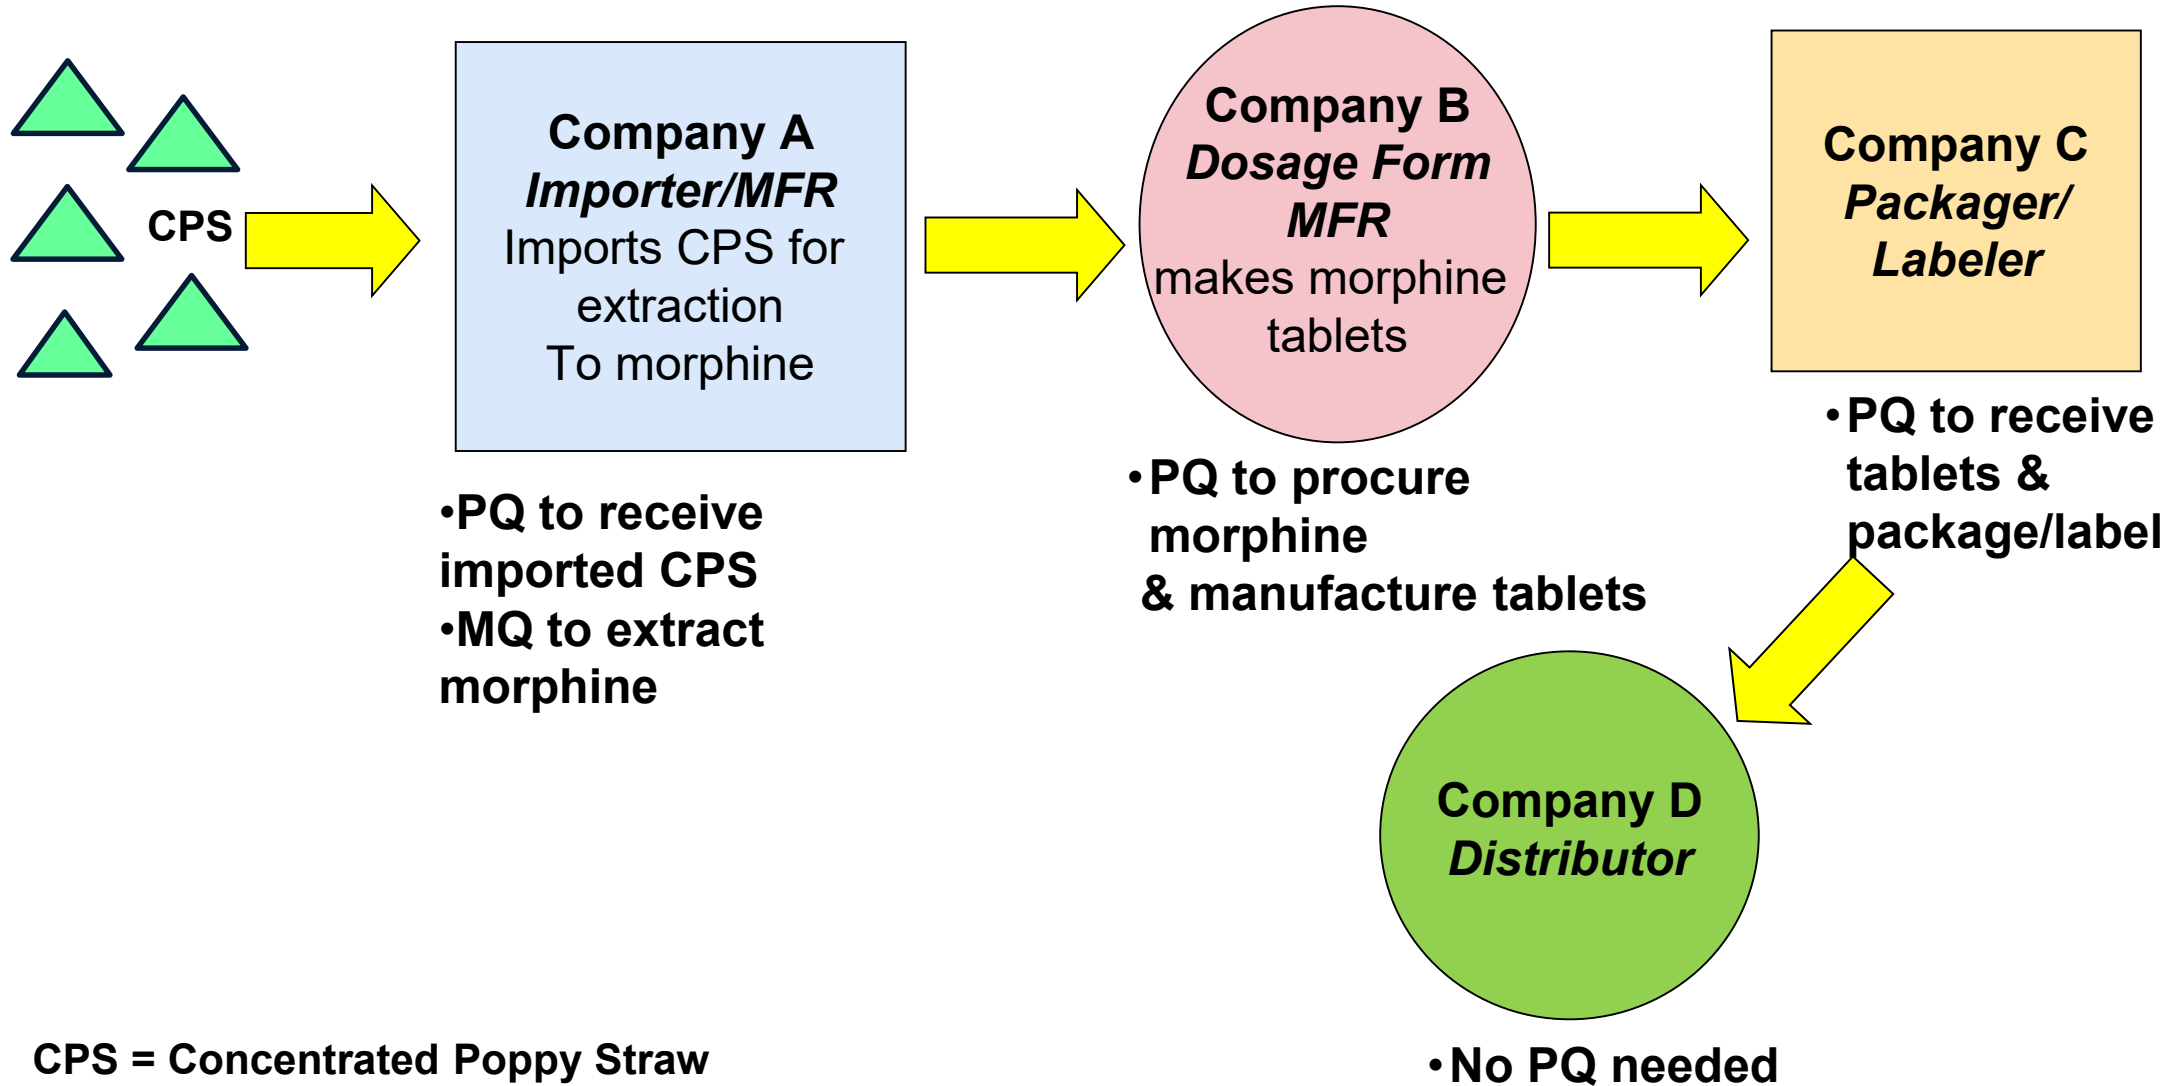 CPS
Company A
Importer/MFR
Imports CPS for
extraction
To morphine
•PQ to receive
imported CPS
•MQ to extract
morphine
Company B
Dosage Form
MFR
makes morphine
tablets
•PQ to procure
morphine
& manufacture tablets
Company C
Packager/
Labeler
•PQ to receive
tablets &
package/label
Company D
Distributor
•No PQ needed
CPS = Concentrated Poppy Straw